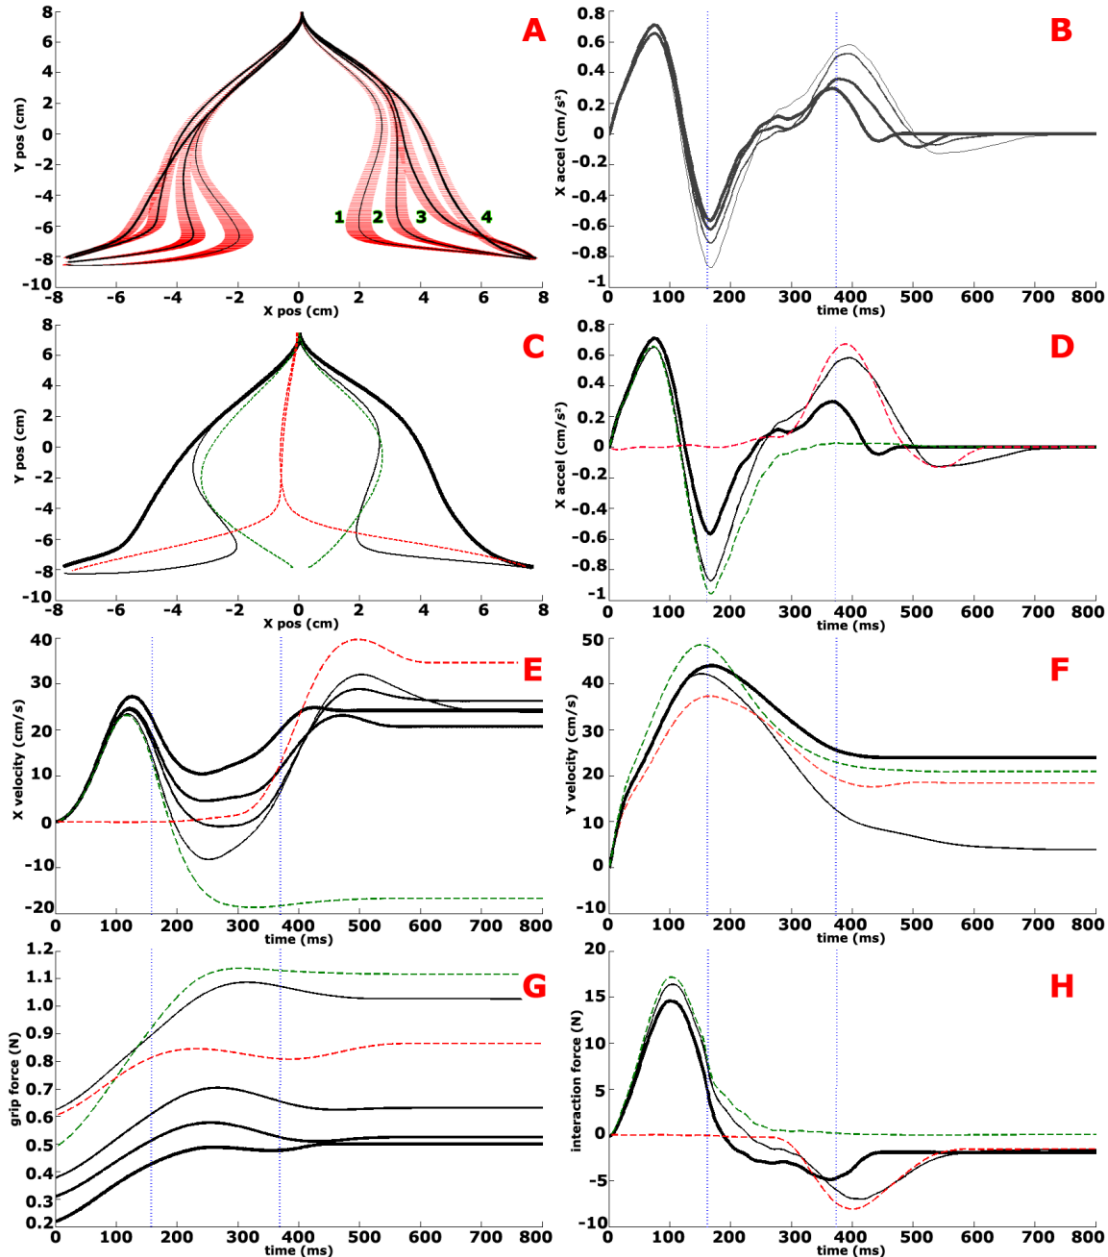 A
Y pos (cm)
8
6
4
2
0
-2
-4
-6
-8
-10
1 2 3 4
-8 -6 -4 -2 0 2 4 6 8
X pos (cm)
B
X accel (cm/s²)
0.8
0.6
0.4
0.2
0
-0.2
-0.4
-0.6
-0.8
-1
0 100 200 300 400 500 600 700 800
time (ms)
C
Y pos (cm)
8
6
4
2
0
-2
-4
-6
-8
-10
-8 -6 -4 -2 0 2 4 6 8
X pos (cm)
D
X accel (cm/s²)
0.8
0.6
0.4
0.2
0
-0.2
-0.4
-0.6
-0.8
-1
0 100 200 300 400 500 600 700 800
time (ms)
E
X velocity (cm/s)
40
30
20
10
0
-10
-20
0 100 200 300 400 500 600 700 800
time (ms)
F
Y velocity (cm/s)
50
40
30
20
10
0
-10
0 100 200 300 400 500 600 700 800
time (ms)
G
grip force (N)
1.2
1.1
1.0
0.9
0.8
0.7
0.6
0.5
0.4
0.3
0.2
0 100 200 300 400 500 600 700 800
time (ms)
H
interaction force (N)
20
15
10
5
0
-5
-10
0 100 200 300 400 500 600 700 800
time (ms)